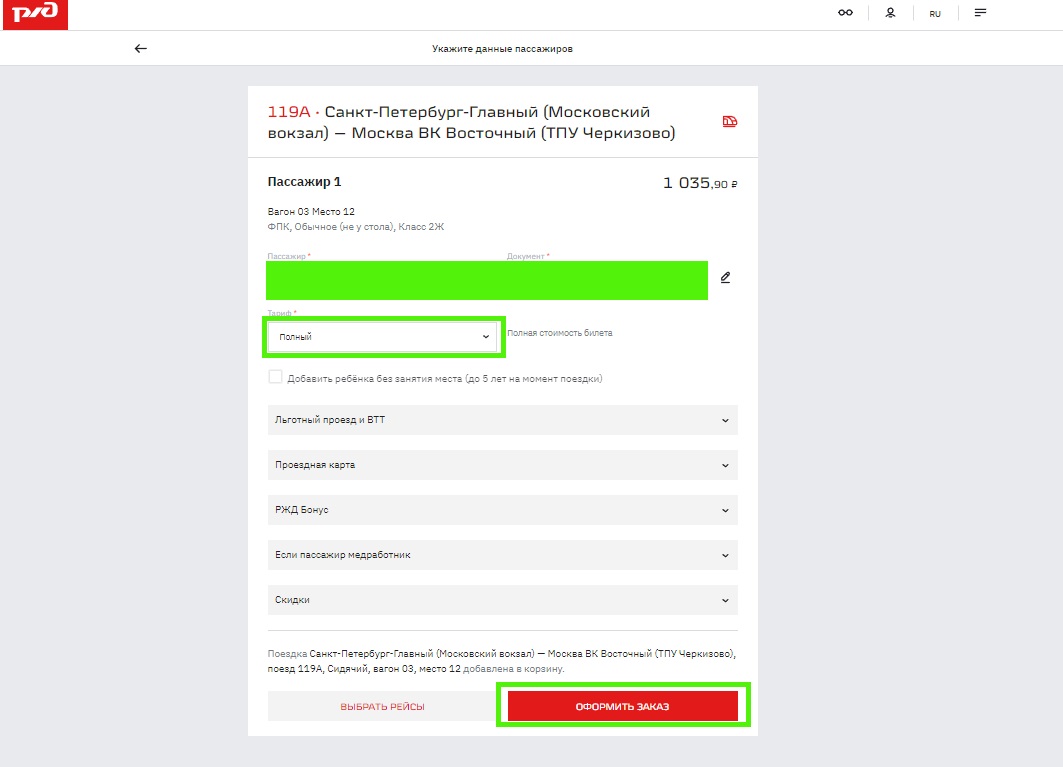 ржд
RU
Укажите данные пассажиров
119А · Санкт-Петербург-Главный (Московский
вокзал) — Москва ВК Восточный (ТПУ Черкизово)
Пассажир 1
1 035,90 ₽
Вагон 03 Место 12
ФПК, Обычное (не у стола), Класс 2Ж
Пассажир *
Документ *
Тариф *
Полный
Полная стоимость билета
Добавить ребёнка без занятия места (до 5 лет на момент поездки)
Льготный проезд и ВТТ
Проездная карта
РЖД Бонус
Если пассажир медработник
Скидки
Поездка Санкт-Петербург-Главный (Московский вокзал) — Москва ВК Восточный (ТПУ Черкизово),
поезд 119А, Сидячий, вагон 03, место 12 добавлена в корзину.
ВЫБРАТЬ РЕЙСЫ
ОФОРМИТЬ ЗАКАЗ